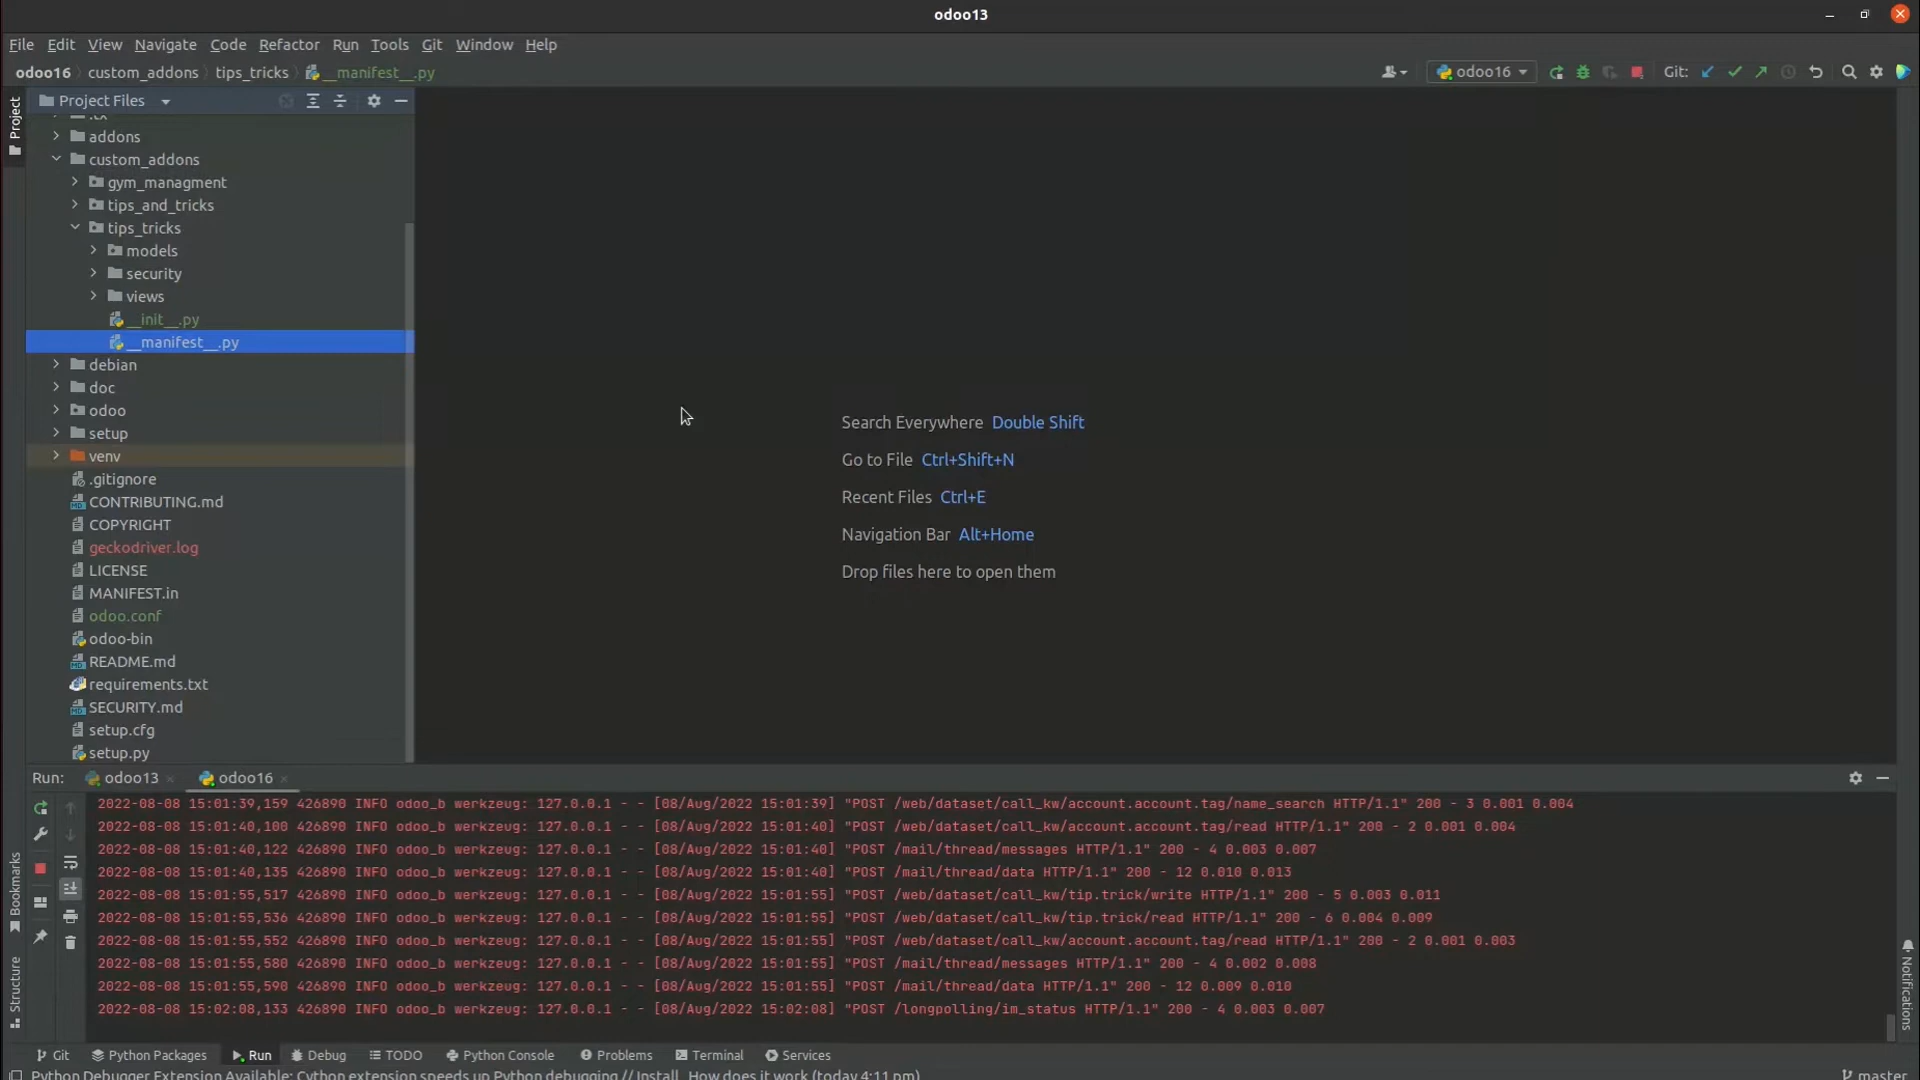 odoo13
File Edit View Navigate Code Refactor Run Tools Git Window Help
odoo16 custom_addons tips_tricks __manifest__.py
odoo16 Git:
Project
Project Files
addons
custom_addons
gym_managment
tips_and_tricks
tips_tricks
models
security
views
__init__.py
__manifest__.py
debian
doc
odoo
setup
venv
.gitignore
CONTRIBUTING.md
COPYRIGHT
geckodriver.log
LICENSE
MANIFEST.in
odoo.conf
odoo-bin
README.md
requirements.txt
SECURITY.md
setup.cfg
setup.py
Search Everywhere Double Shift
Go to File Ctrl+Shift+N
Recent Files Ctrl+E
Navigation Bar Alt+Home
Drop files here to open them
Run: odoo13 odoo16
2022-08-08 15:01:39,159 426890 INFO odoo_b werkzeug: 127.0.0.1 - - [08/Aug/2022 15:01:39] "POST /web/dataset/call_kw/account.account.tag/name_search HTTP/1.1" 200 - 3 0.001 0.004
2022-08-08 15:01:40,100 426890 INFO odoo_b werkzeug: 127.0.0.1 - - [08/Aug/2022 15:01:40] "POST /web/dataset/call_kw/account.account.tag/read HTTP/1.1" 200 - 2 0.001 0.004
2022-08-08 15:01:40,122 426890 INFO odoo_b werkzeug: 127.0.0.1 - - [08/Aug/2022 15:01:40] "POST /mail/thread/messages HTTP/1.1" 200 - 4 0.003 0.007
2022-08-08 15:01:40,135 426890 INFO odoo_b werkzeug: 127.0.0.1 - - [08/Aug/2022 15:01:40] "POST /mail/thread/data HTTP/1.1" 200 - 12 0.010 0.013
2022-08-08 15:01:55,517 426890 INFO odoo_b werkzeug: 127.0.0.1 - - [08/Aug/2022 15:01:55] "POST /web/dataset/call_kw/tip.trick/write HTTP/1.1" 200 - 5 0.003 0.011
2022-08-08 15:01:55,536 426890 INFO odoo_b werkzeug: 127.0.0.1 - - [08/Aug/2022 15:01:55] "POST /web/dataset/call_kw/tip.trick/read HTTP/1.1" 200 - 6 0.004 0.009
2022-08-08 15:01:55,552 426890 INFO odoo_b werkzeug: 127.0.0.1 - - [08/Aug/2022 15:01:55] "POST /web/dataset/call_kw/account.account.tag/read HTTP/1.1" 200 - 2 0.001 0.003
2022-08-08 15:01:55,580 426890 INFO odoo_b werkzeug: 127.0.0.1 - - [08/Aug/2022 15:01:55] "POST /mail/thread/messages HTTP/1.1" 200 - 4 0.002 0.008
2022-08-08 15:01:55,590 426890 INFO odoo_b werkzeug: 127.0.0.1 - - [08/Aug/2022 15:01:55] "POST /mail/thread/data HTTP/1.1" 200 - 12 0.009 0.010
2022-08-08 15:02:08,133 426890 INFO odoo_b werkzeug: 127.0.0.1 - - [08/Aug/2022 15:02:08] "POST /longpolling/im_status HTTP/1.1" 200 - 4 0.003 0.007
Bookmarks
Structure
Notifications
Git Python Packages Run Debug TODO Python Console Problems Terminal Services
Python Debugger Extension Available: Cython extension speeds up Python debugging // Install How does it work (today 4:11 pm) master